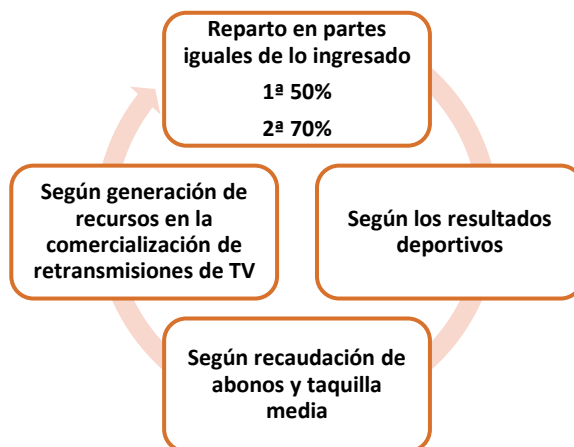 Reparto en partes
iguales de lo ingresado
1ª 50%
2ª 70%
Según los resultados
deportivos
Según recaudación de
abonos y taquilla
media
Según generación de
recursos en la
comercialización de
retransmisiones de TV